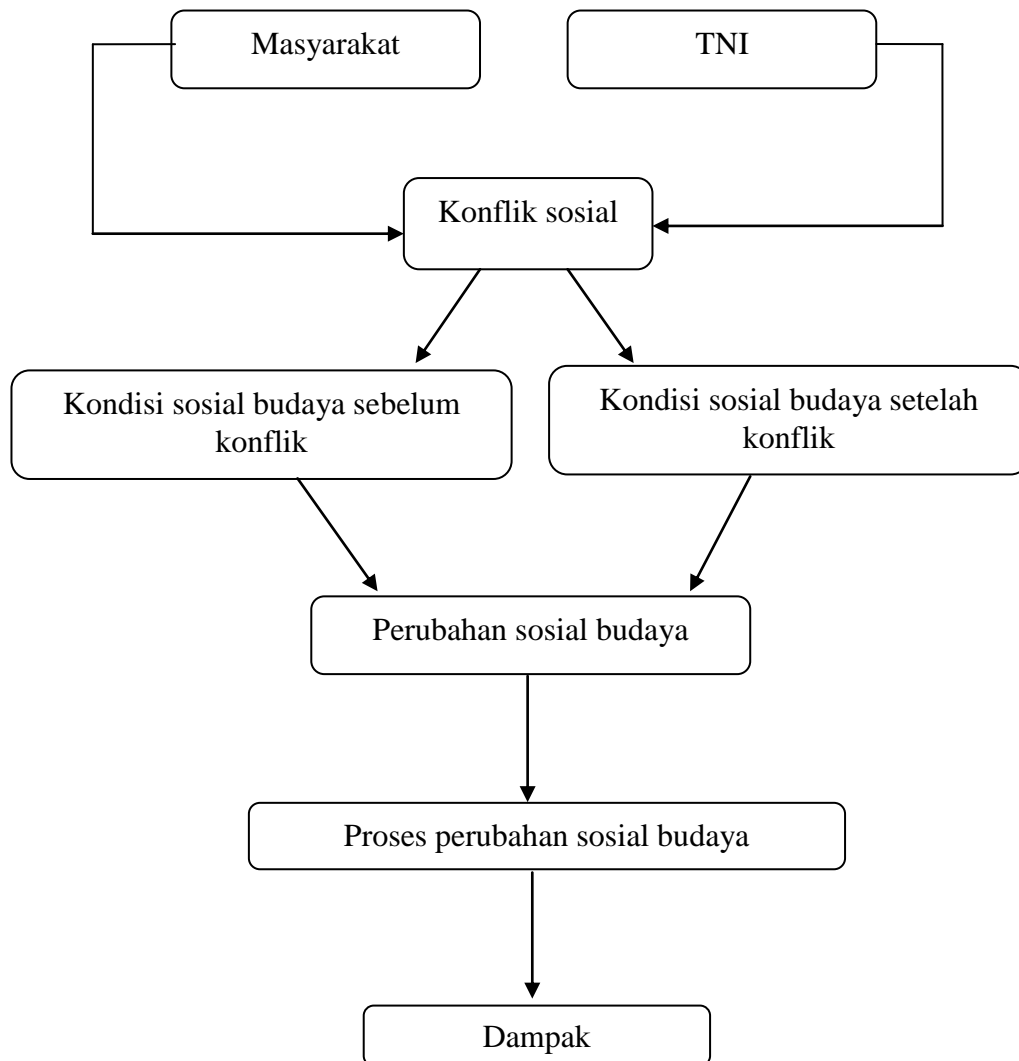 Masyarakat
TNI
Konflik sosial
Kondisi sosial budaya sebelum
konflik
Kondisi sosial budaya setelah
konflik
Perubahan sosial budaya
Proses perubahan sosial budaya
Dampak